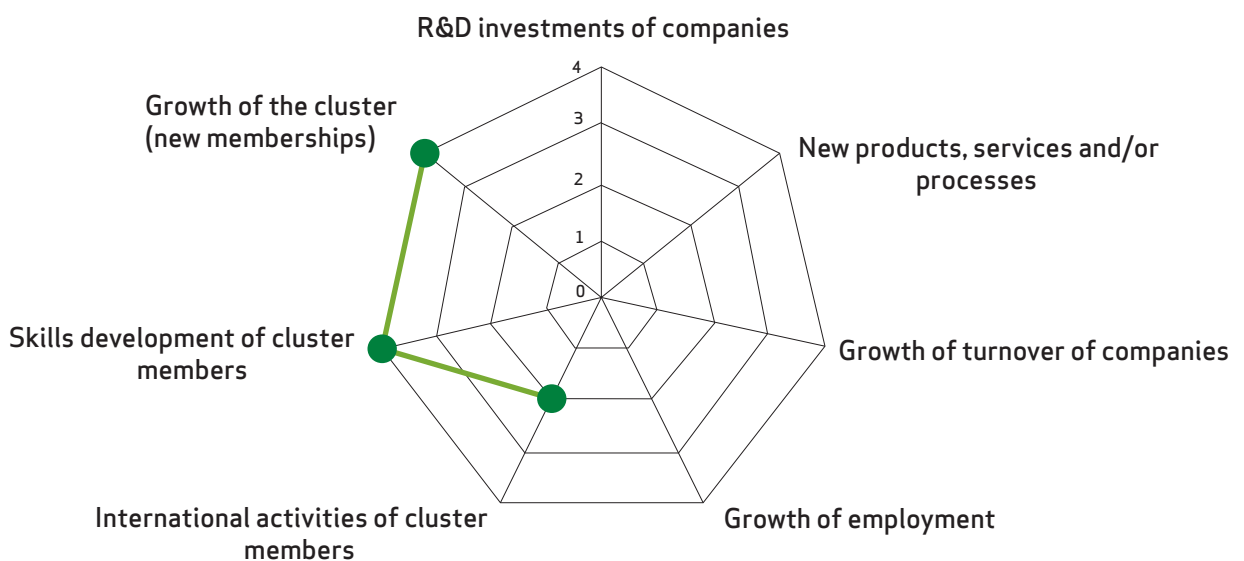 R&D investments of companies
4
Growth of the cluster
(new memberships)
3
New products, services and/or
processes
2
1
0
Skills development of cluster
members
Growth of turnover of companies
International activities of cluster
members
Growth of employment